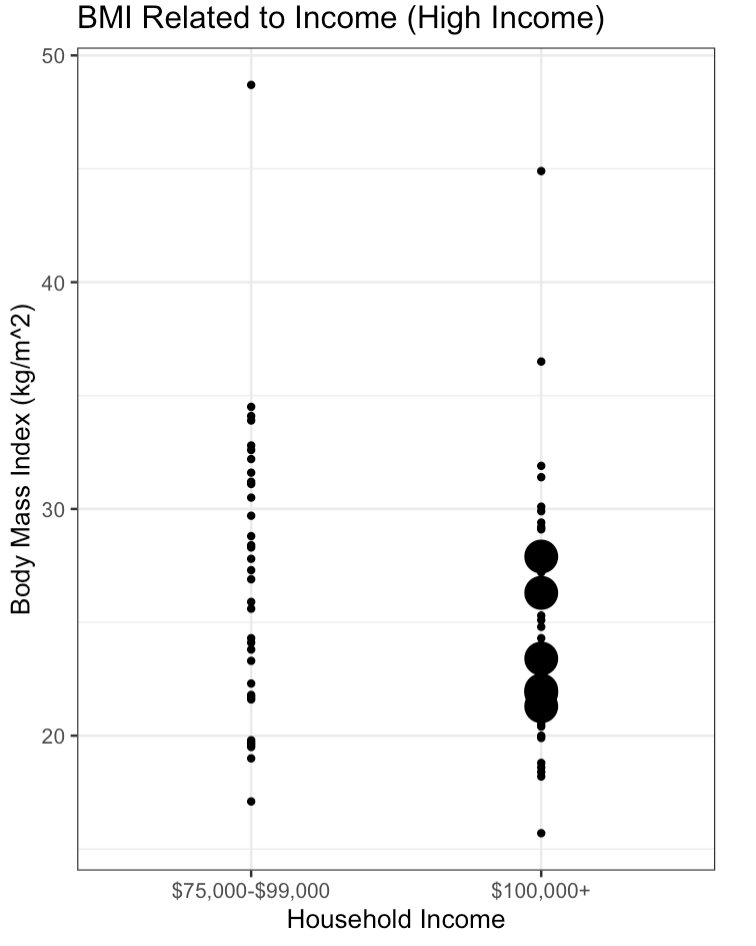 BMI Related to Income (High Income)
50
40
30
20
Body Mass Index (kg/m^2)
$75,000-$99,000
$100,000+
Household Income